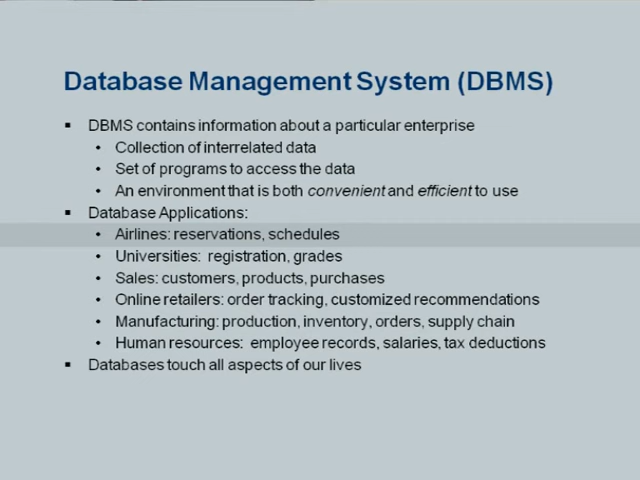 Database Management System (DBMS)
▪ DBMS contains information about a particular enterprise
• Collection of interrelated data
• Set of programs to access the data
• An environment that is both convenient and efficient to use
▪ Database Applications:
• Airlines: reservations, schedules
• Universities: registration, grades
• Sales: customers, products, purchases
• Online retailers: order tracking, customized recommendations
• Manufacturing: production, inventory, orders, supply chain
• Human resources: employee records, salaries, tax deductions
▪ Databases touch all aspects of our lives